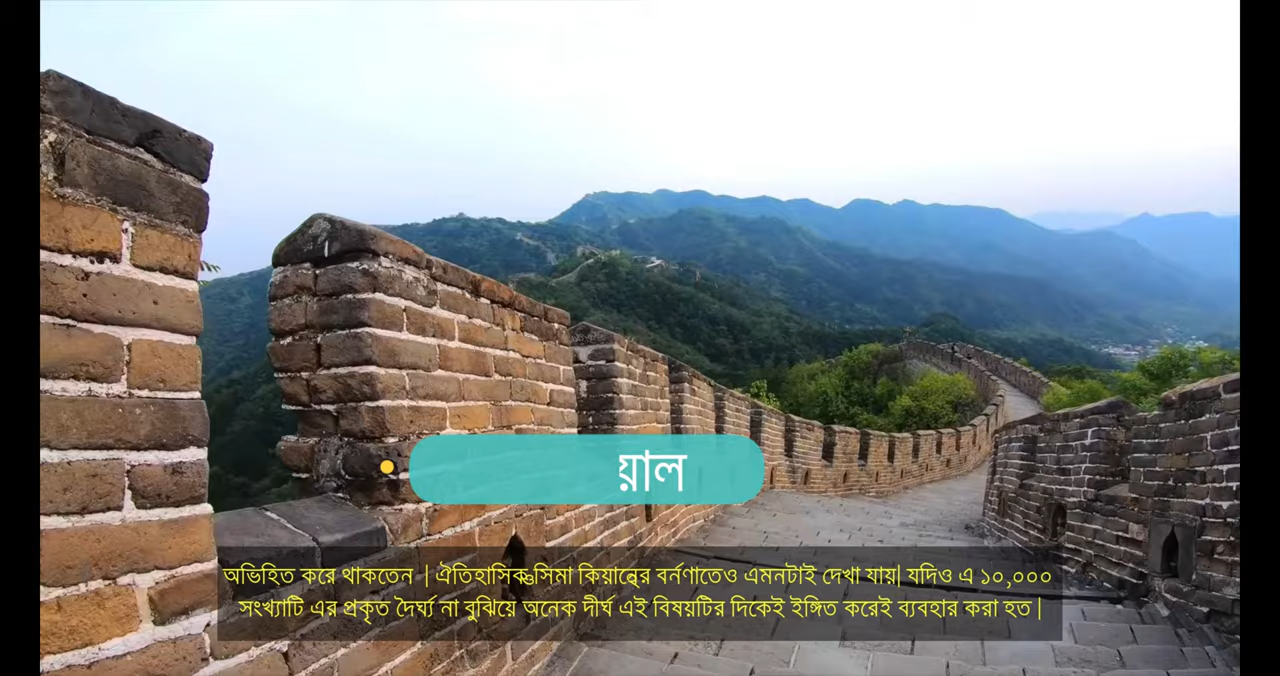 য়াল
অভিহিত করে থাকতেন | ঐতিহাসিক সিমা কিয়ানের বর্ননাতেও এমনটাই দেখা যায়| যদিও এ ১০,০০০
সংখ্যাটি এর প্রকৃত দৈর্ঘ্য না বুঝিয়ে অনেক দীর্ঘ এই বিষয়টির দিকেই ইঙ্গিত করেই ব্যবহার করা হত |